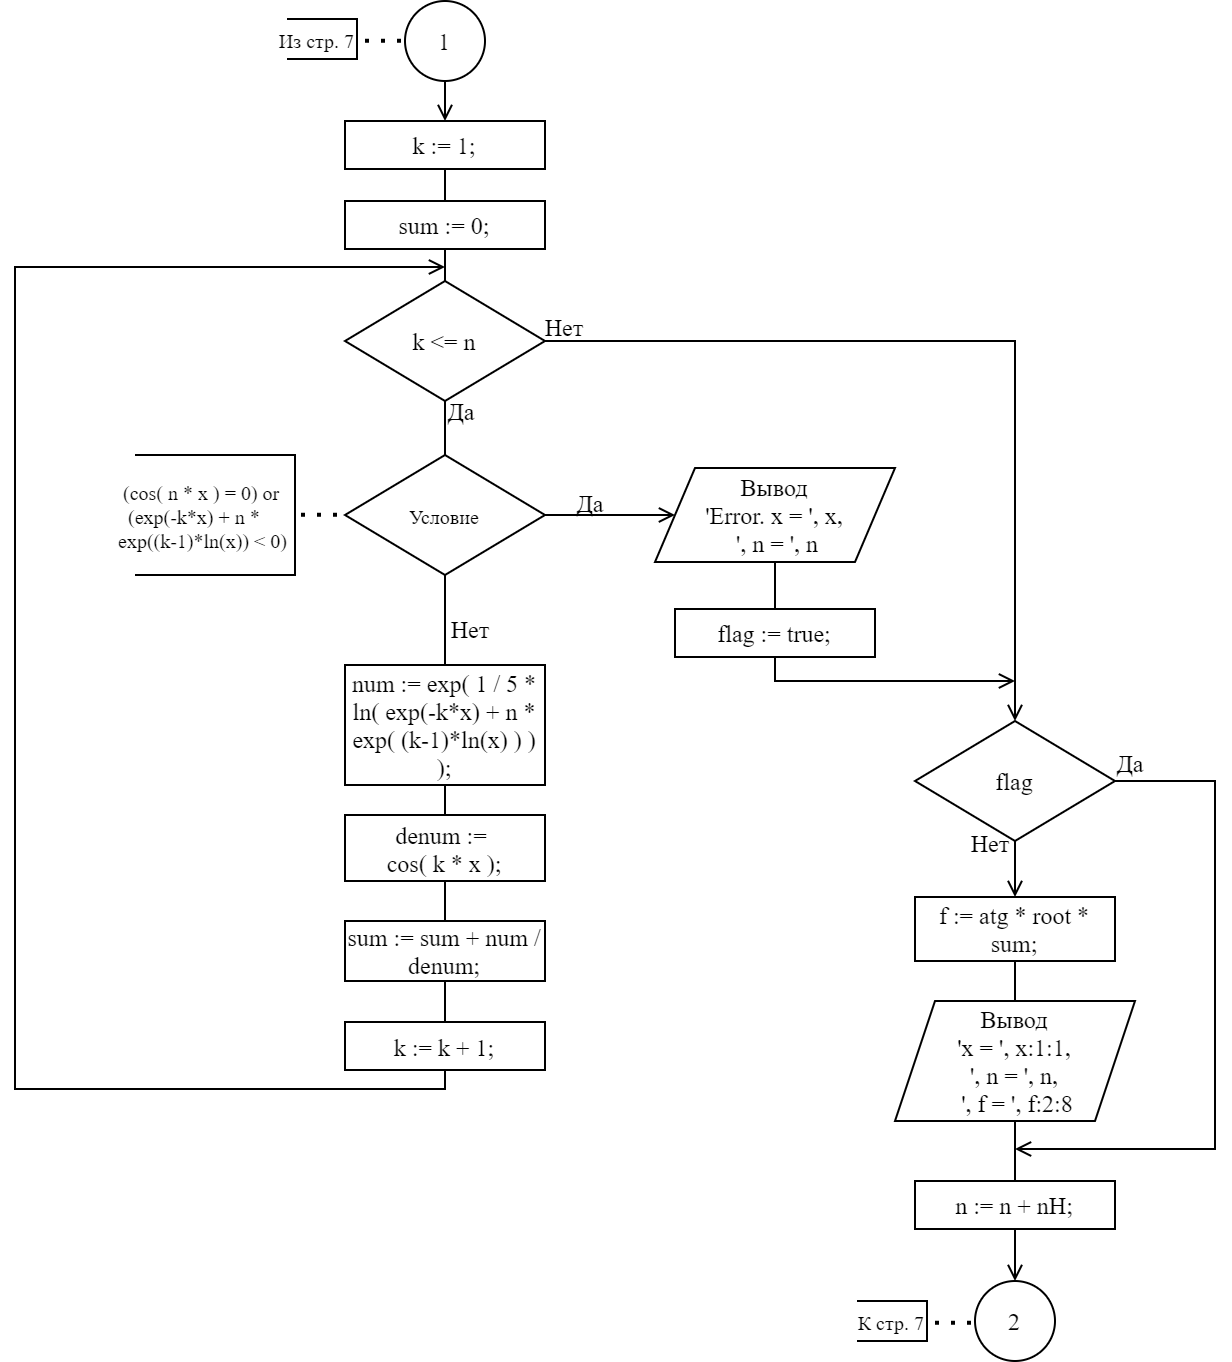 Из стр. 7
1
k := 1;
sum := 0;
k <= n
Нет
Да
(cos( n * x ) = 0) or
(exp(-k*x) + n *
exp((k-1)*ln(x)) < 0)
Условие
Да
Вывод
'Error. x = ', x,
', n = ', n
flag := true;
Нет
num := exp( 1 / 5 *
ln( exp(-k*x) + n *
exp( (k-1)*ln(x) ) )
);
denum :=
cos( k * x );
sum := sum + num /
denum;
k := k + 1;
flag
Да
Нет
f := atg * root *
sum;
Вывод
'x = ', x:1:1,
', n = ', n,
', f = ', f:2:8
n := n + nH;
К стр. 7
2